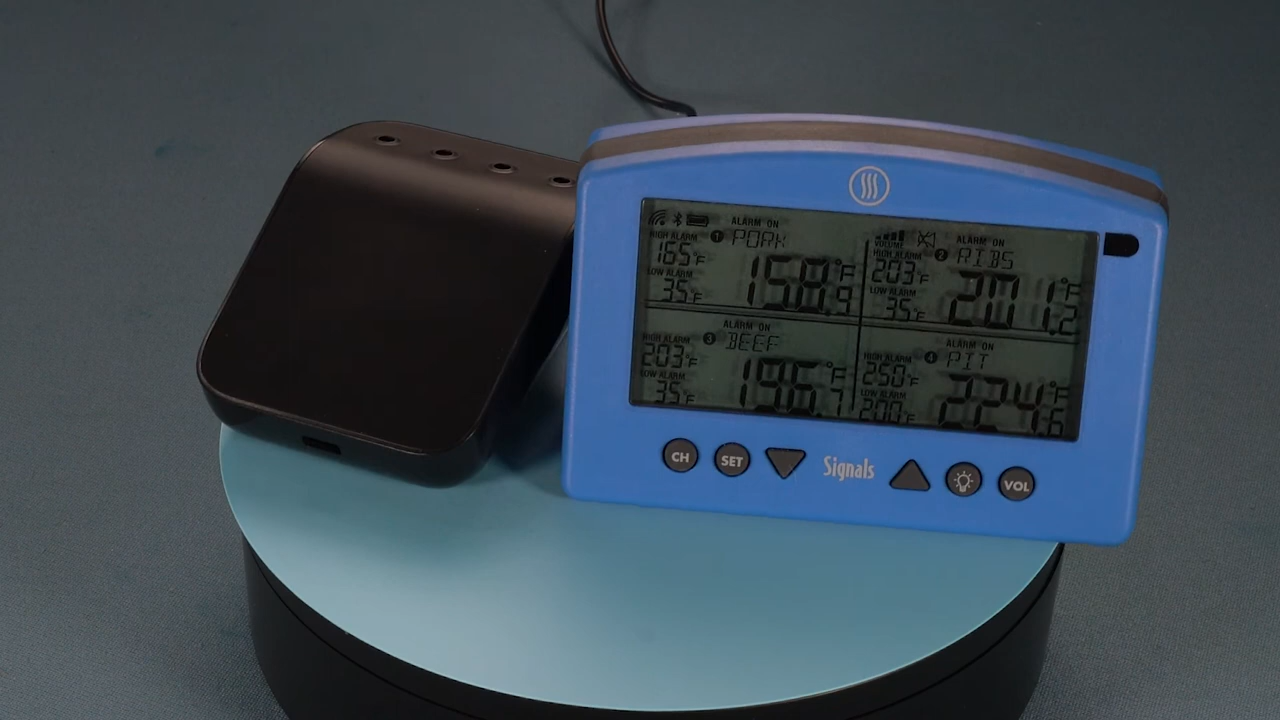 ALARM ON
HIGH ALARM 1 PORK
165°F
158.9°F
LOW ALARM
35°F
VOLUME
ALARM ON
HIGH ALARM 2 RIBS
203°F
201.2°F
LOW ALARM
35°F
ALARM ON
HIGH ALARM 3 BEEF
203°F
196.7°F
LOW ALARM
35°F
ALARM ON
HIGH ALARM 4 PIT
250°F
224.6°F
LOW ALARM
200°F
CH SET Signals VOL